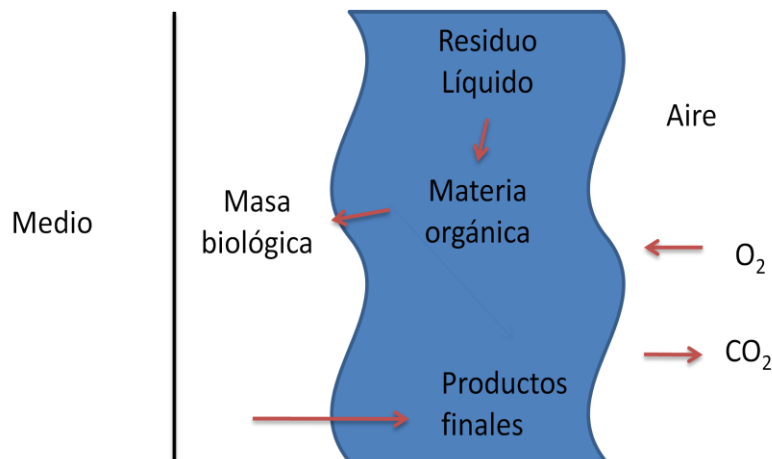 Residuo
Líquido
Aire
Medio
Masa
biológica
Materia
orgánica
O₂
CO₂
Productos
finales